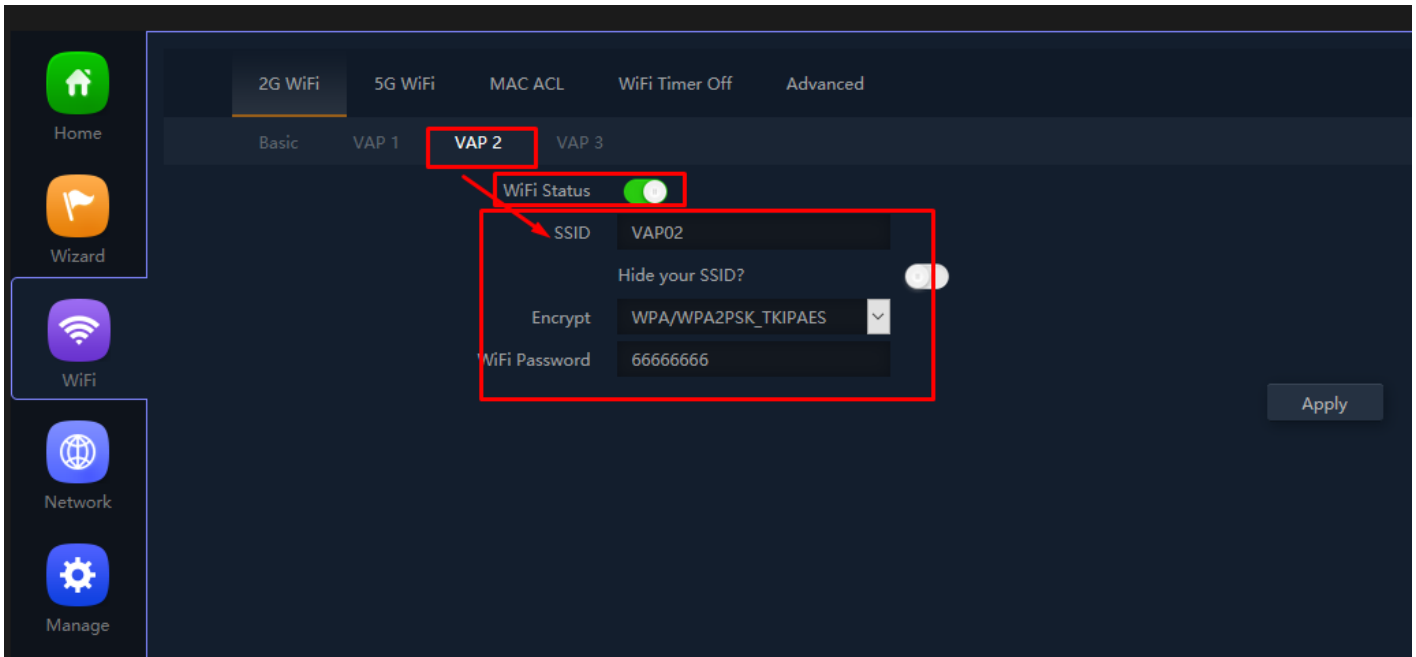 2G WiFi 5G WiFi MAC ACL WiFi Timer Off Advanced
Home
Basic VAP 1 VAP 2 VAP 3
WiFi Status
SSID VAP02
Wizard
Hide your SSID?
Encrypt WPA/WPA2PSK_TKIPAES
WiFi Password 66666666
WiFi
Apply
Network
Manage